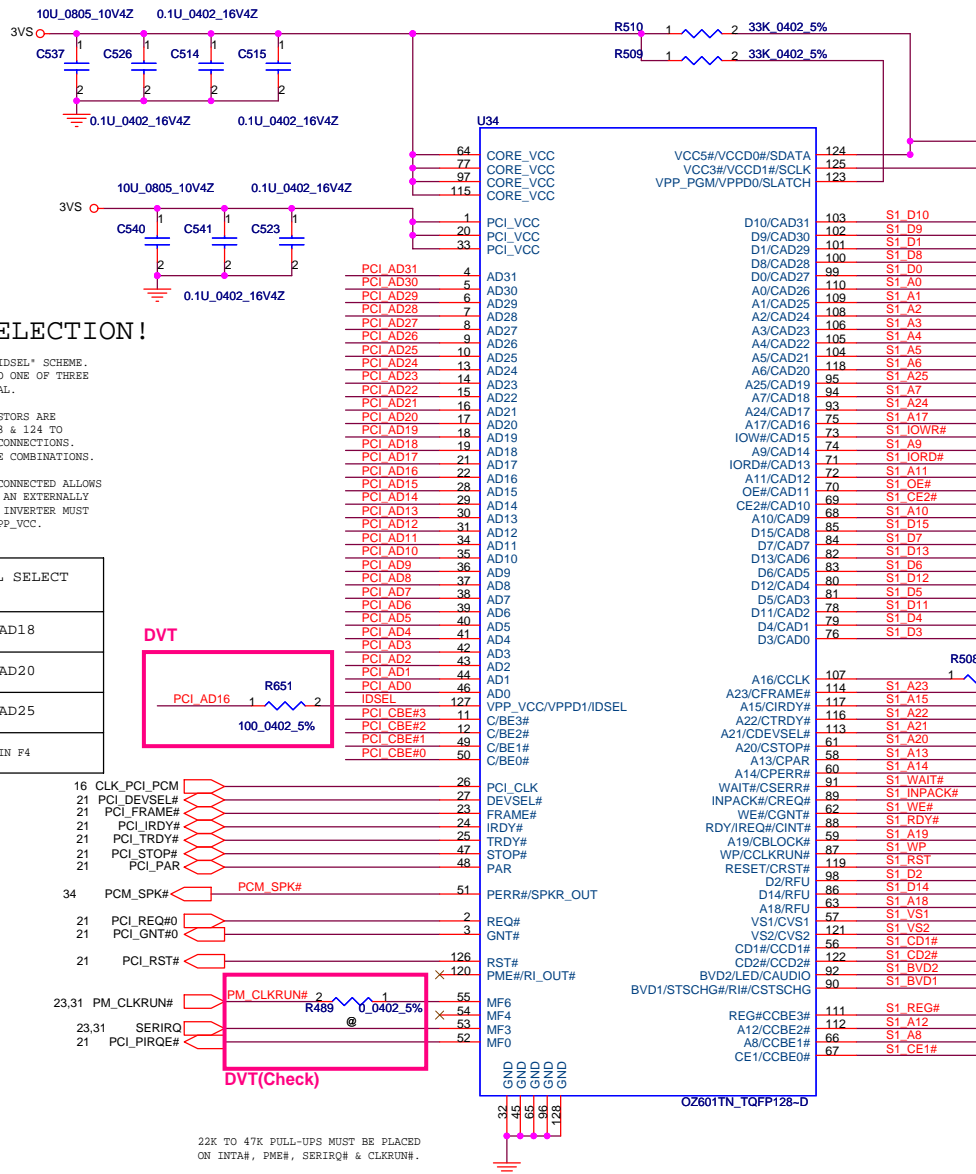 10U_0805_10V4Z 0.1U_0402_16V4Z
3VS
C537 C526 C514 C515
1 1 1 1
2 2 2 2
0.1U_0402_16V4Z 0.1U_0402_16V4Z
R510 1 2 33K_0402_5%
R509 1 2 33K_0402_5%
10U_0805_10V4Z 0.1U_0402_16V4Z
3VS
C540 C541 C523
1 1 1
2 2 2
0.1U_0402_16V4Z
ELECTION!
IDSEL" SCHEME.
O ONE OF THREE
AL.
STORS ARE
3 & 124 TO
CONNECTIONS.
E COMBINATIONS.
CONNECTED ALLOWS
AN EXTERNALLY
INVERTER MUST
PP_VCC.
L SELECT
AD18
AD20
AD25
IN F4
U34
64 CORE_VCC
77 CORE_VCC
97 CORE_VCC
115 CORE_VCC
1 PCI_VCC
20 PCI_VCC
33 PCI_VCC
PCI_AD31 4 AD31
PCI_AD30 5 AD30
PCI_AD29 6 AD29
PCI_AD28 7 AD28
PCI_AD27 8 AD27
PCI_AD26 9 AD26
PCI_AD25 10 AD25
PCI_AD24 13 AD24
PCI_AD23 14 AD23
PCI_AD22 15 AD22
PCI_AD21 16 AD21
PCI_AD20 17 AD20
PCI_AD19 18 AD19
PCI_AD18 19 AD18
PCI_AD17 21 AD17
PCI_AD16 22 AD16
PCI_AD15 28 AD15
PCI_AD14 29 AD14
PCI_AD13 30 AD13
PCI_AD12 31 AD12
PCI_AD11 34 AD11
PCI_AD10 35 AD10
PCI_AD9 36 AD9
PCI_AD8 37 AD8
PCI_AD7 38 AD7
PCI_AD6 39 AD6
PCI_AD5 40 AD5
PCI_AD4 41 AD4
PCI_AD3 42 AD3
PCI_AD2 43 AD2
PCI_AD1 44 AD1
PCI_AD0 46 AD0
DVT
PCI_AD16 1 R651 2 IDSEL 127 VPP_VCC/VPPD1/IDSEL
100_0402_5%
PCI_CBE#3 11 C/BE3#
PCI_CBE#2 12 C/BE2#
PCI_CBE#1 49 C/BE1#
PCI_CBE#0 50 C/BE0#
16 CLK_PCI_PCM 26 PCI_CLK
21 PCI_DEVSEL# 27 DEVSEL#
21 PCI_FRAME# 23 FRAME#
21 PCI_IRDY# 24 IRDY#
21 PCI_TRDY# 25 TRDY#
21 PCI_STOP# 47 STOP#
21 PCI_PAR 48 PAR
34 PCM_SPK# PCM_SPK# 51 PERR#/SPKR_OUT
21 PCI_REQ#0 2 REQ#
21 PCI_GNT#0 3 GNT#
21 PCI_RST# 126 RST#
120 PME#/RI_OUT#
23,31 PM_CLKRUN# PM_CLKRUN# 2 1 55 MF6
R489 0_0402_5% 54 MF4
@
23,31 SERIRQ 53 MF3
21 PCI_PIRQE# 52 MF0
DVT(Check)
VCC5#/VCCD0#/SDATA 124
VCC3#/VCCD1#/SCLK 125
VPP_PGM/VPPD0/SLATCH 123
D10/CAD31 103 S1_D10
D9/CAD30 102 S1_D9
D1/CAD29 101 S1_D1
D8/CAD28 100 S1_D8
D0/CAD27 99 S1_D0
A0/CAD26 110 S1_A0
A1/CAD25 109 S1_A1
A2/CAD24 108 S1_A2
A3/CAD23 106 S1_A3
A4/CAD22 105 S1_A4
A5/CAD21 104 S1_A5
A6/CAD20 118 S1_A6
A25/CAD19 95 S1_A25
A7/CAD18 94 S1_A7
A24/CAD17 93 S1_A24
A17/CAD16 75 S1_A17
IOW#/CAD15 73 S1_IOWR#
A9/CAD14 74 S1_A9
IORD#/CAD13 71 S1_IORD#
A11/CAD12 72 S1_A11
OE#/CAD11 70 S1_OE#
CE2#/CAD10 69 S1_CE2#
A10/CAD9 68 S1_A10
D15/CAD8 85 S1_D15
D7/CAD7 84 S1_D7
D13/CAD6 82 S1_D13
D6/CAD5 83 S1_D6
D12/CAD4 80 S1_D12
D5/CAD3 81 S1_D5
D11/CAD2 78 S1_D11
D4/CAD1 79 S1_D4
D3/CAD0 76 S1_D3
R508
A16/CCLK 107 1
A23/CFRAME# 114 S1_A23
A15/CIRDY# 117 S1_A15
A22/CTRDY# 116 S1_A22
A21/CDEVSEL# 113 S1_A21
A20/CSTOP# 61 S1_A20
A13/CPAR 58 S1_A13
A14/CPERR# 60 S1_A14
WAIT#/CSERR# 91 S1_WAIT#
INPACK#/CREQ# 89 S1_INPACK#
WE#/CGNT# 62 S1_WE#
RDY/IREQ#/CINT# 88 S1_RDY#
A19/CBLOCK# 59 S1_A19
WP/CCLKRUN# 87 S1_WP
RESET/CRST# 119 S1_RST
D2/RFU 98 S1_D2
D14/RFU 86 S1_D14
A18/RFU 63 S1_A18
VS1/CVS1 57 S1_VS1
VS2/CVS2 121 S1_VS2
CD1#/CCD1# 56 S1_CD1#
CD2#/CCD2# 122 S1_CD2#
BVD2/LED/CAUDIO 92 S1_BVD2
BVD1/STSCHG#/RI#/CSTSCHG 90 S1_BVD1
REG#CCBE3# 111 S1_REG#
A12/CCBE2# 112 S1_A12
A8/CCBE1# 66 S1_A8
CE1/CCBE0# 67 S1_CE1#
GND GND GND GND GND
32 45 65 96 128
OZ601TN_TQFP128~D
22K TO 47K PULL-UPS MUST BE PLACED
ON INTA#, PME#, SERIRQ# & CLKRUN#.